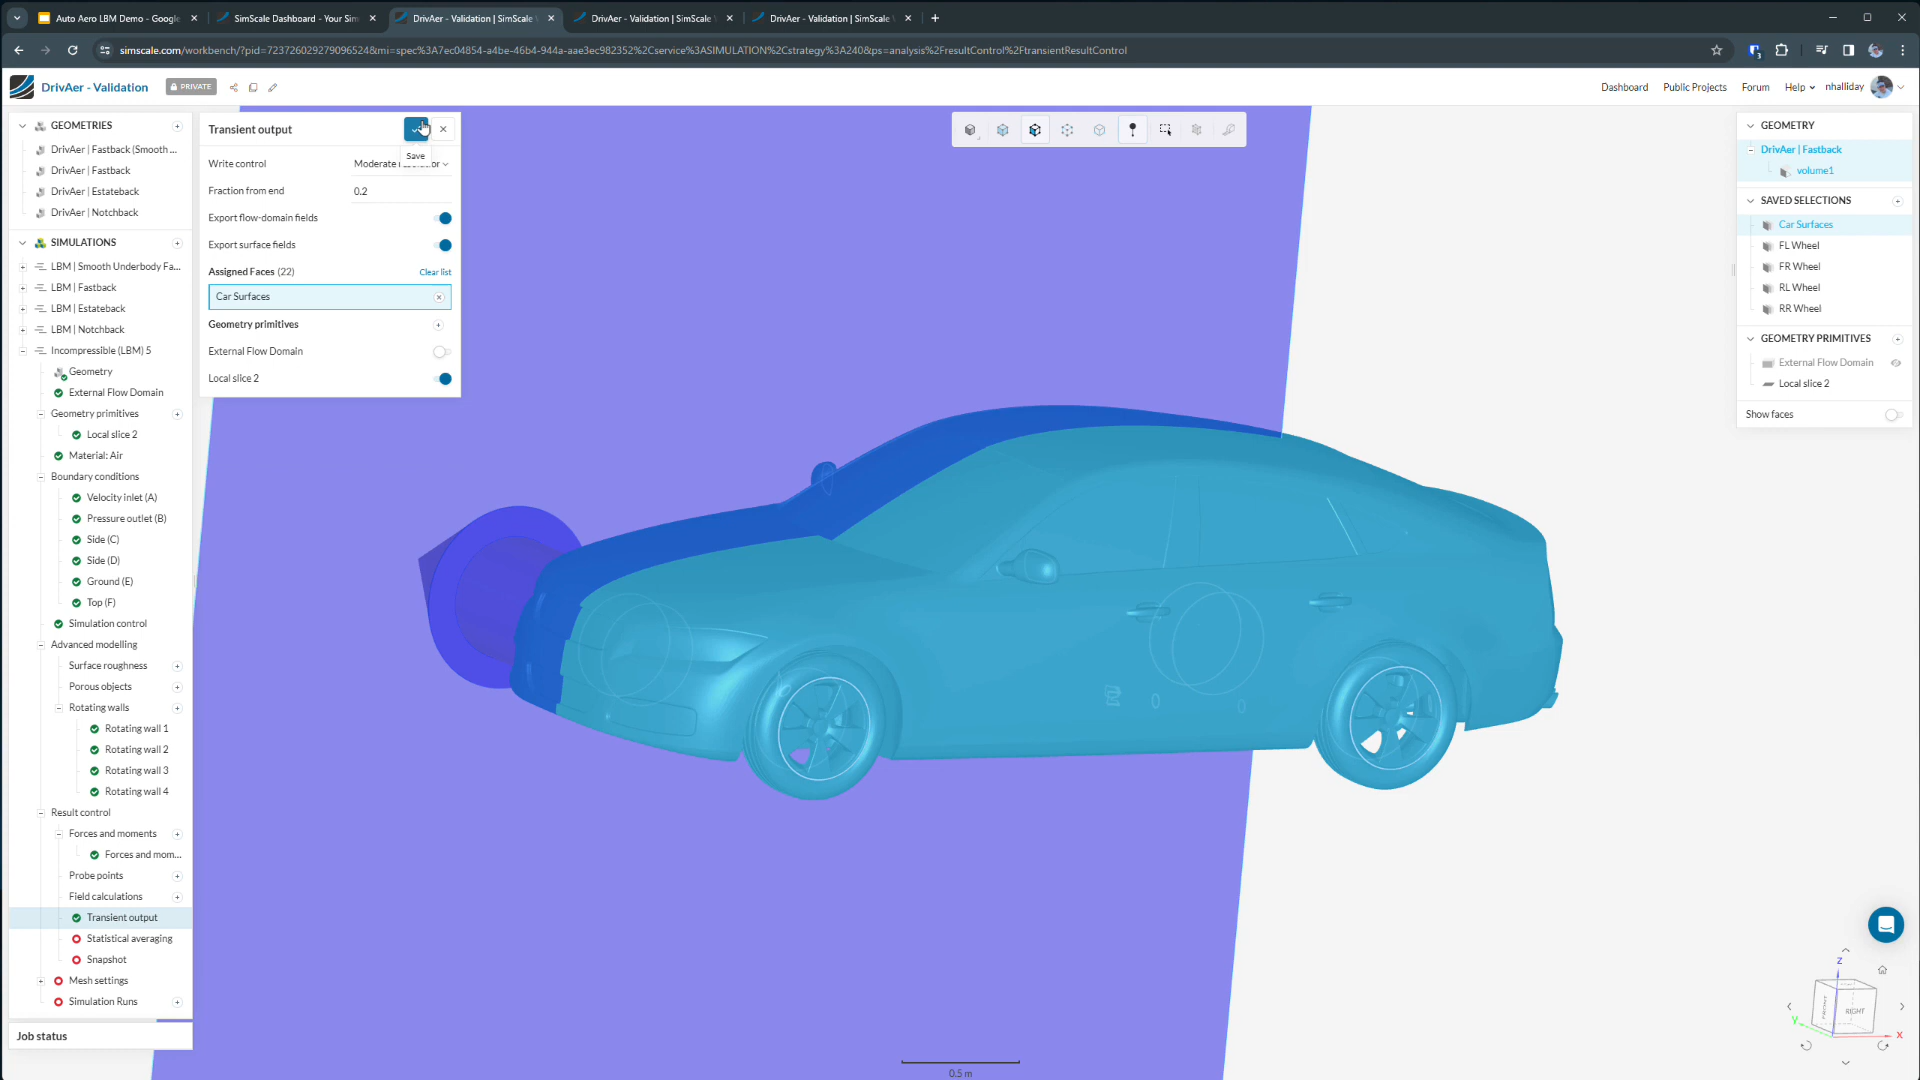 Auto Aero LBM Demo - Google
SimScale Dashboard - Your Sim
DrivAer - Validation | SimScale
DrivAer - Validation | SimScale
DrivAer - Validation | SimScale
simscale.com/workbench/?pid=723726029279096524&mi=spec%3A7ec04854-a4be-46b4-944a-aae3ec982352%2Cservice%3ASIMULATION%2Cstrategy%3A240&ps=analysis%2FresultControl%2FtransientResultControl
DrivAer - Validation
PRIVATE
Dashboard
Public Projects
Forum
Help
nhalliday
GEOMETRIES
DrivAer | Fastback (Smooth ...
DrivAer | Fastback
DrivAer | Estateback
DrivAer | Notchback
SIMULATIONS
LBM | Smooth Underbody Fa...
LBM | Fastback
LBM | Estateback
LBM | Notchback
Incompressible (LBM) 5
Geometry
External Flow Domain
Geometry primitives
Local slice 2
Material: Air
Boundary conditions
Velocity inlet (A)
Pressure outlet (B)
Side (C)
Side (D)
Ground (E)
Top (F)
Simulation control
Advanced modelling
Surface roughness
Porous objects
Rotating walls
Rotating wall 1
Rotating wall 2
Rotating wall 3
Rotating wall 4
Result control
Forces and moments
Forces and mom...
Probe points
Field calculations
Transient output
Statistical averaging
Snapshot
Mesh settings
Simulation Runs
Job status
Transient output
Save
Write control
Moderate
Fraction from end
0.2
Export flow-domain fields
Export surface fields
Assigned Faces (22)
Clear list
Car Surfaces
Geometry primitives
External Flow Domain
Local slice 2
GEOMETRY
DrivAer | Fastback
volume1
SAVED SELECTIONS
Car Surfaces
FL Wheel
FR Wheel
RL Wheel
RR Wheel
GEOMETRY PRIMITIVES
External Flow Domain
Local slice 2
Show faces
Z
FRONT
RIGHT
Y
X
0.5 m